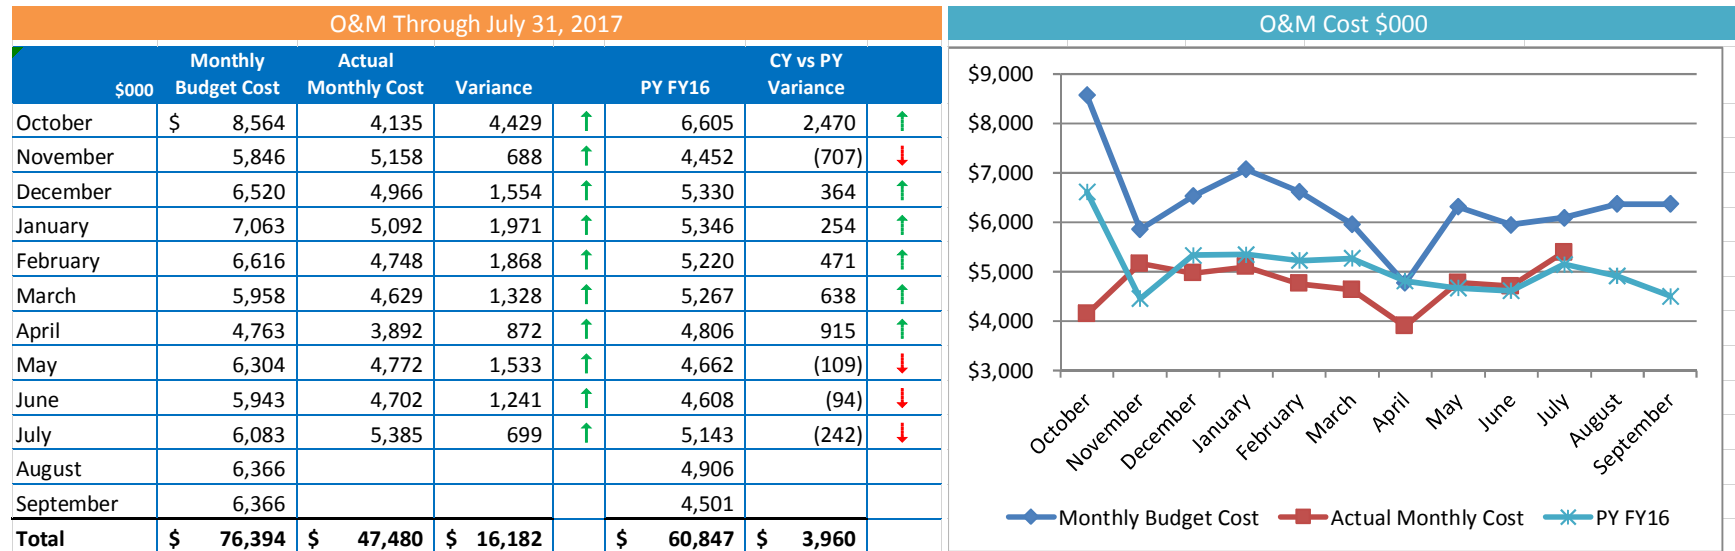 O&M Through July 31, 2017
$000 Monthly Budget Cost Actual Monthly Cost Variance PY FY16 CY vs PY Variance
October $ 8,564 4,135 4,429 ↑ 6,605 2,470 ↑
November 5,846 5,158 688 ↑ 4,452 (707) ↓
December 6,520 4,966 1,554 ↑ 5,330 364 ↑
January 7,063 5,092 1,971 ↑ 5,346 254 ↑
February 6,616 4,748 1,868 ↑ 5,220 471 ↑
March 5,958 4,629 1,328 ↑ 5,267 638 ↑
April 4,763 3,892 872 ↑ 4,806 915 ↑
May 6,304 4,772 1,533 ↑ 4,662 (109) ↓
June 5,943 4,702 1,241 ↑ 4,608 (94) ↓
July 6,083 5,385 699 ↑ 5,143 (242) ↓
August 6,366 4,906
September 6,366 4,501
Total $ 76,394 $ 47,480 $ 16,182 $ 60,847 $ 3,960
O&M Cost $000
$9,000
$8,000
$7,000
$6,000
$5,000
$4,000
$3,000
October November December January February March April May June July August September
Monthly Budget Cost Actual Monthly Cost PY FY16